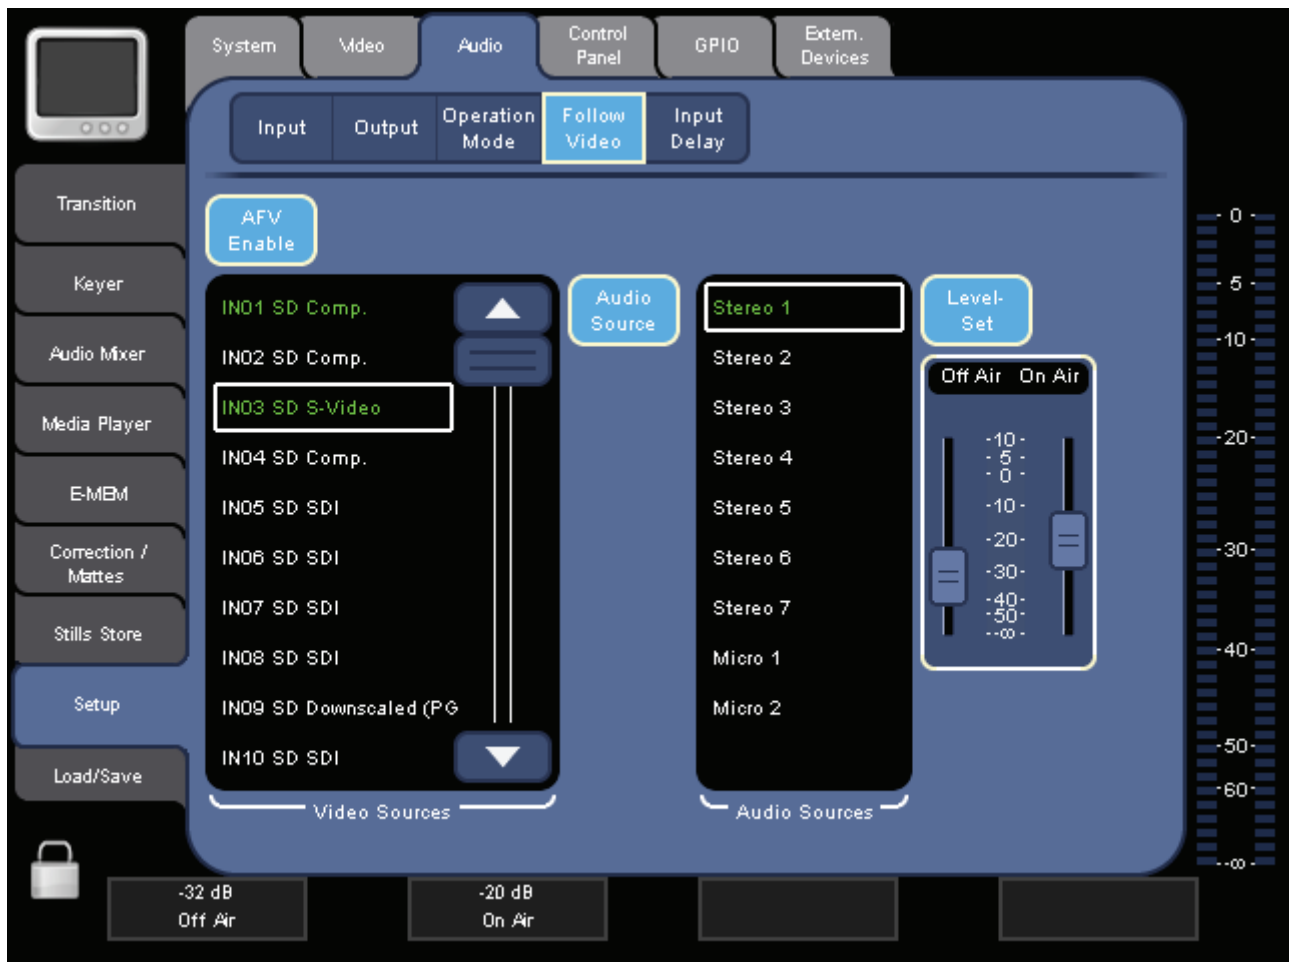 System
Video
Audio
Control
Panel
GPIO
Extern.
Devices
Input
Output
Operation
Mode
Follow
Video
Input
Delay
Transition
Keyer
Audio Mixer
Media Player
E-MEM
Correction /
Mattes
Stills Store
Setup
Load/Save
AFV
Enable
IN01 SD Comp.
IN02 SD Comp.
IN03 SD S-Video
IN04 SD Comp.
IN05 SD SDI
IN06 SD SDI
IN07 SD SDI
IN08 SD SDI
IN09 SD Downscaled (PG
IN10 SD SDI
Video Sources
Audio
Source
Stereo 1
Stereo 2
Stereo 3
Stereo 4
Stereo 5
Stereo 6
Stereo 7
Micro 1
Micro 2
Audio Sources
Level-
Set
Off Air On Air
-10-
- 5 -
- 0 -
-10-
-20-
-30-
-40-
-50-
--∞-
- 0 -
- 5 -
-10-
-20-
-30-
-40-
-50-
-60-
--∞-
-32 dB
Off Air
-20 dB
On Air